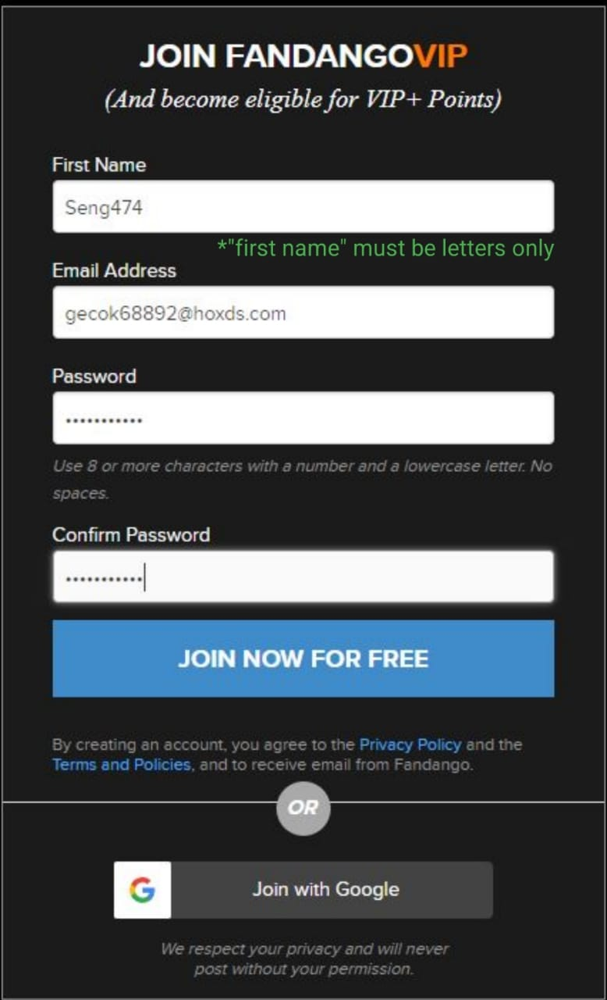 JOIN FANDANGOVIP
(And become eligible for VIP+ Points)
First Name
Seng474
*"first name" must be letters only
Email Address
gecok68892@hoxds.com
Password
•••••••••••
Use 8 or more characters with a number and a lowercase letter. No
spaces.
Confirm Password
•••••••••••
JOIN NOW FOR FREE
By creating an account, you agree to the Privacy Policy and the
Terms and Policies, and to receive email from Fandango.
OR
G
Join with Google
We respect your privacy and will never
post without your permission.